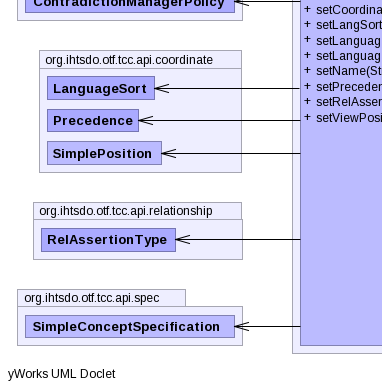 ContradictionManagerPolicy
org.ihtsdo.otf.tcc.api.coordinate
LanguageSort
Precedence
SimplePosition
org.ihtsdo.otf.tcc.api.relationship
RelAssertionType
org.ihtsdo.otf.tcc.api.spec
SimpleConceptSpecification
+ setCoordina
+ setLangSort
+ setLanguag
+ setLanguag
+ setName(St
+ setPreceden
+ setRelAsser
+ setViewPosi
yWorks UML Doclet